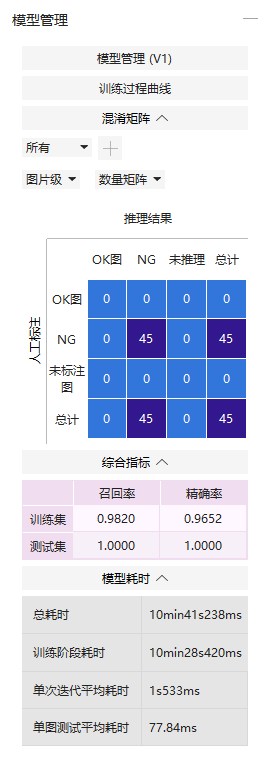 模型管理
模型管理 (V1)
训练过程曲线
混淆矩阵
所有
图片级 数量矩阵
推理结果
OK图 NG 未推理 总计
人工标注
OK图 0 0 0 0
NG 0 45 0 45
未标注图 0 0 0 0
总计 0 45 0 45
综合指标
召回率 精确率
训练集 0.9820 0.9652
测试集 1.0000 1.0000
模型耗时
总耗时 10min41s238ms
训练阶段耗时 10min28s420ms
单次迭代平均耗时 1s533ms
单图测试平均耗时 77.84ms